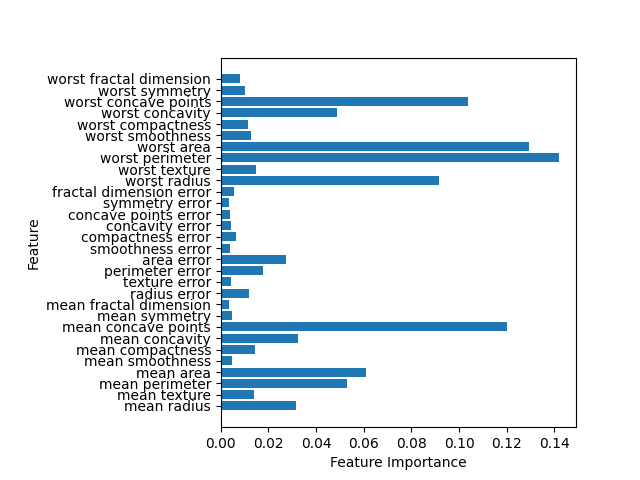 worst fractal dimension
worst symmetry
worst concave points
worst concavity
worst compactness
worst smoothness
worst area
worst perimeter
worst texture
worst radius
fractal dimension error
symmetry error
concave points error
concavity error
compactness error
smoothness error
area error
perimeter error
texture error
radius error
mean fractal dimension
mean symmetry
mean concave points
mean concavity
mean compactness
mean smoothness
mean area
mean perimeter
mean texture
mean radius
Feature
0.00 0.02 0.04 0.06 0.08 0.10 0.12 0.14
Feature Importance